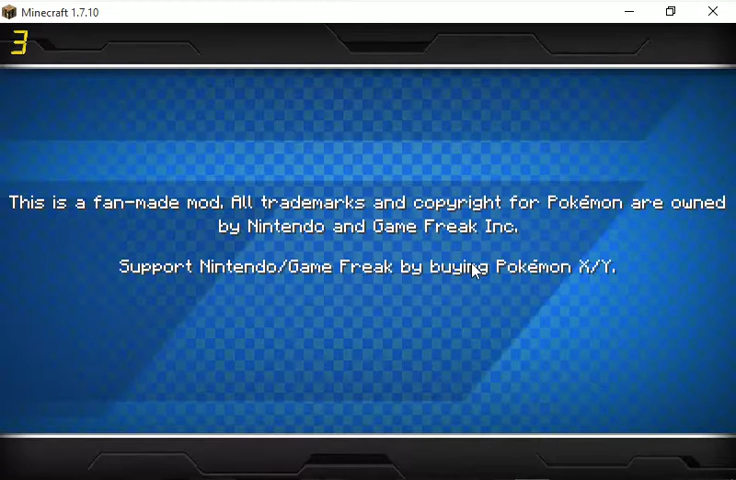 Minecraft 1.7.10
3
This is a fan-made mod. All trademarks and copyright for Pokémon are owned
by Nintendo and Game Freak Inc.
Support Nintendo/Game Freak by buying Pokémon X/Y.